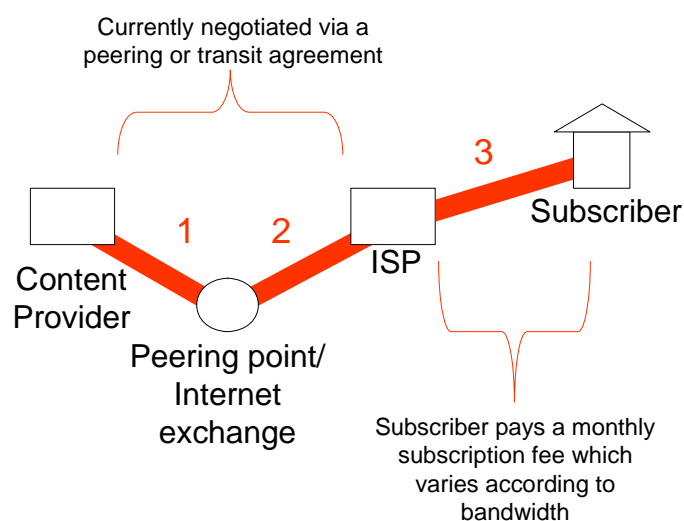 Currently negotiated via a
peering or transit agreement
3
Subscriber
1
2
ISP
Content
Provider
Peering point/
Internet
exchange
Subscriber pays a monthly
subscription fee which
varies according to
bandwidth